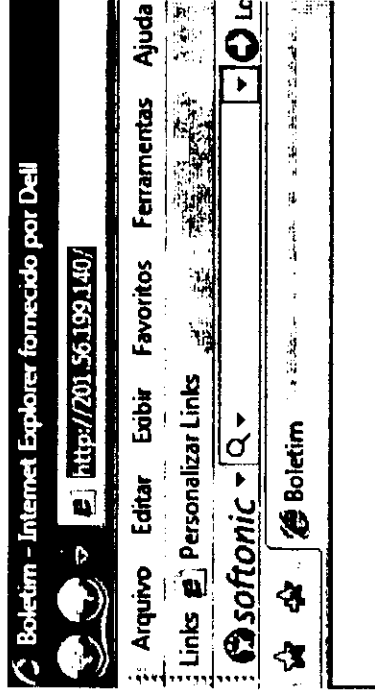 Boletim - Internet Explorer fornecido por Dell
http://201.56.199.140/
Arquivo Editar Exibir Favoritos Ferramentas Ajuda
Links Personalizar Links
softonic
Boletim